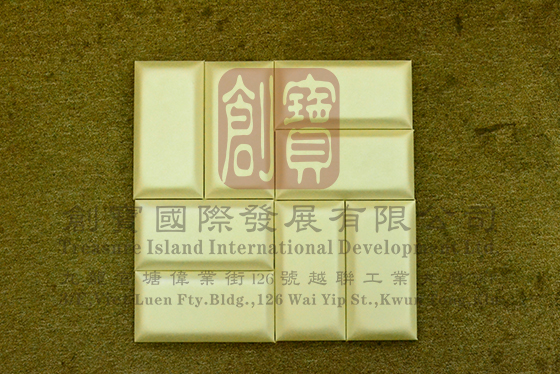 創寶
創寶國際發展有限公司
Treasure Island International Development Ltd.
塘偉業街126號越聯工業
Luen Fty.Bldg.,126 Wai Yip St.,Kwun